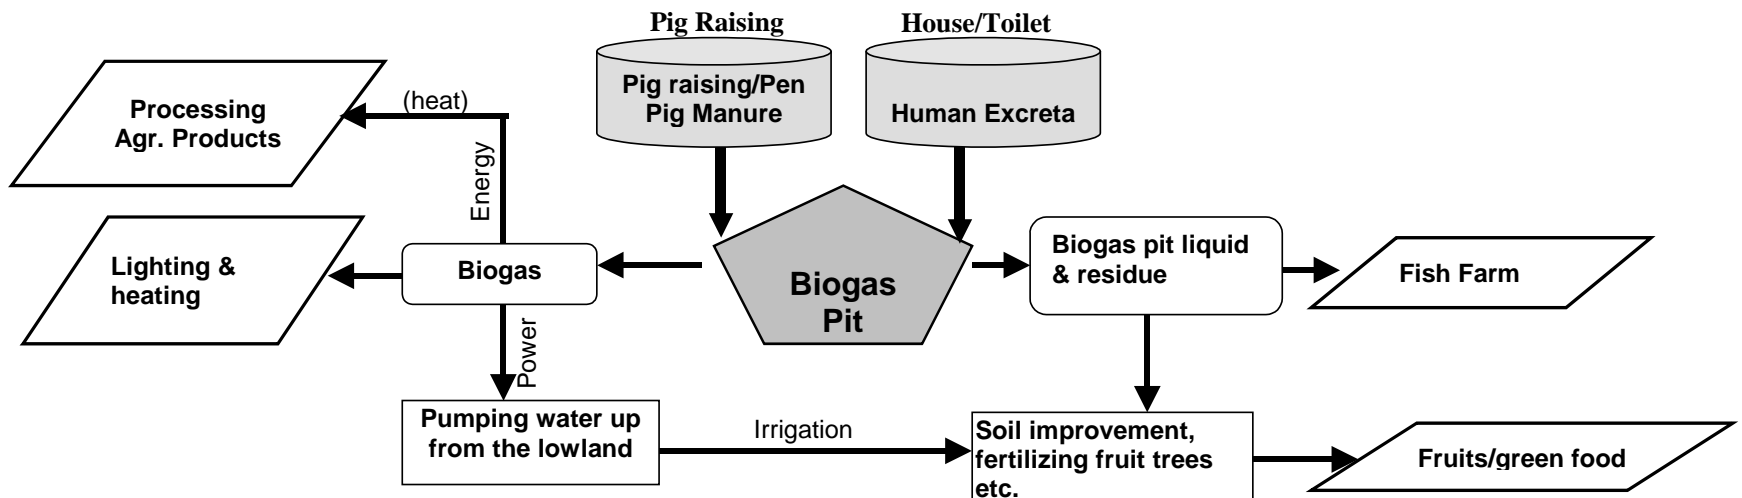 Pig Raising
House/Toilet
Pig raising/Pen
Pig Manure
Human Excreta
Processing
Agr. Products
(heat)
Energy
Lighting &
heating
Biogas
Power
Biogas
Pit
Biogas pit liquid
& residue
Fish Farm
Pumping water up
from the lowland
Irrigation
Soil improvement,
fertilizing fruit trees
etc.
Fruits/green food